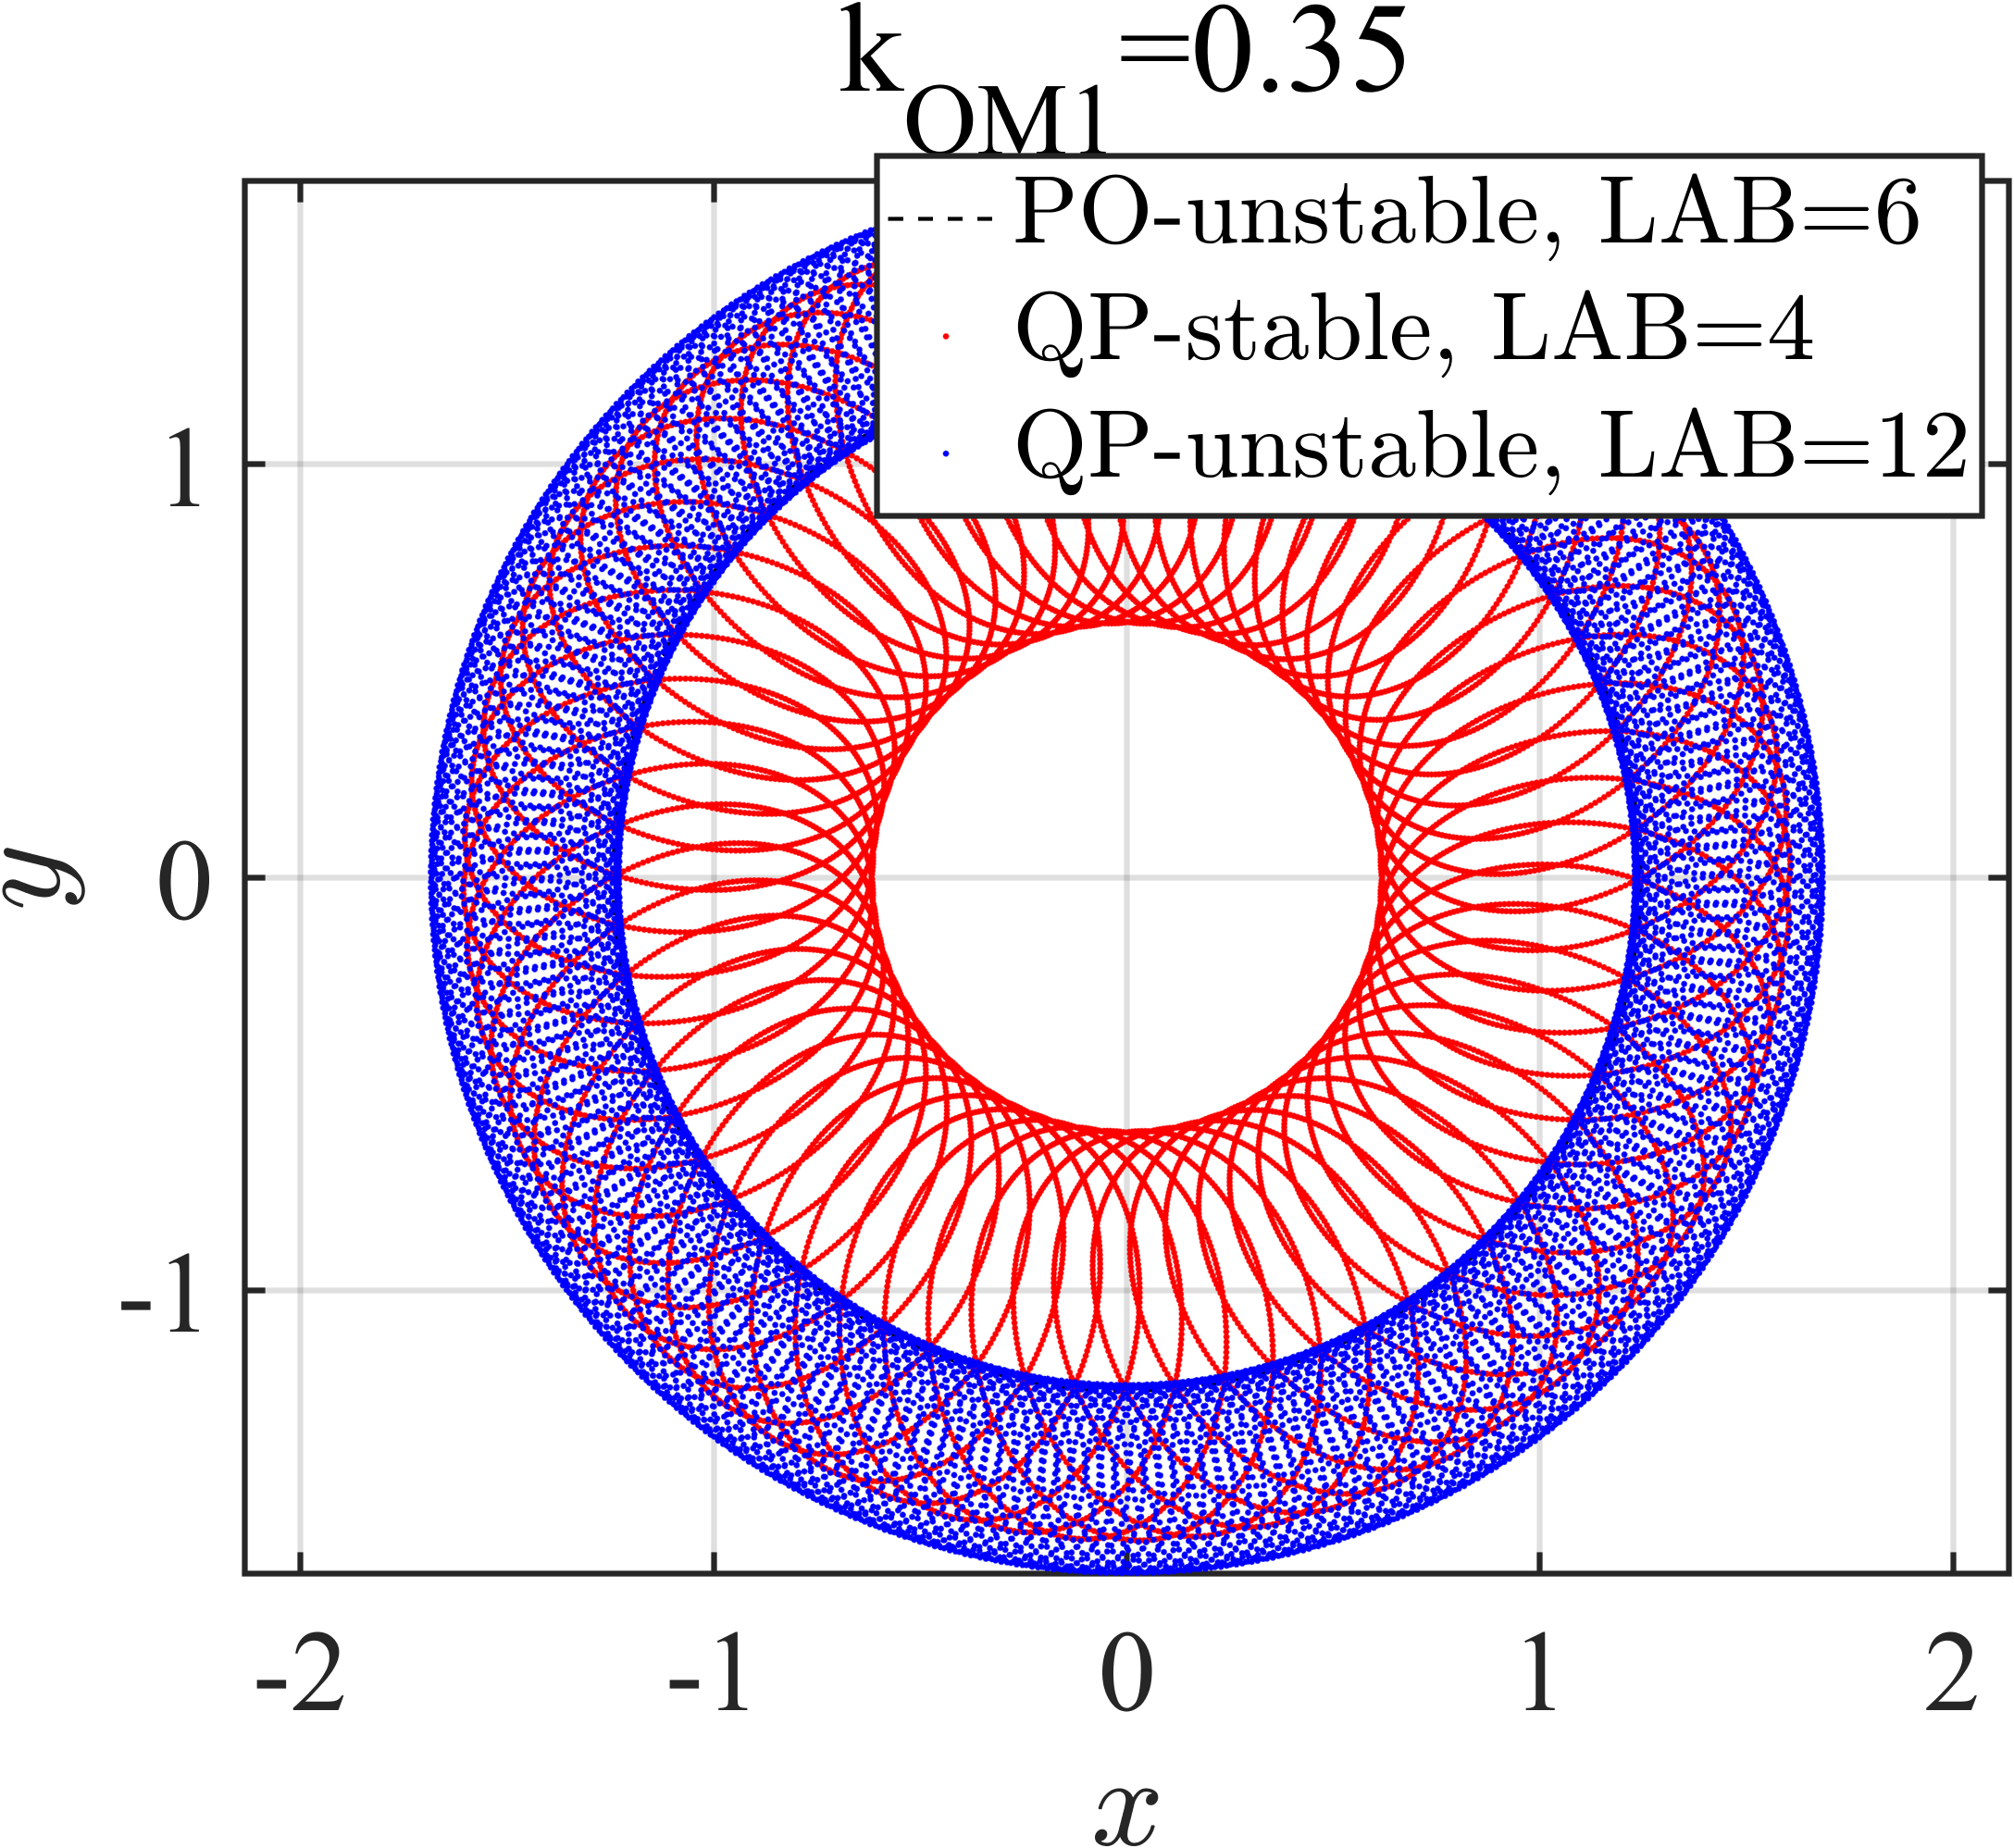 k_OM1=0.35
PO-unstable, LAB=6
QP-stable, LAB=4
QP-unstable, LAB=12
1
0
-1
y
-2 -1 0 1 2
x